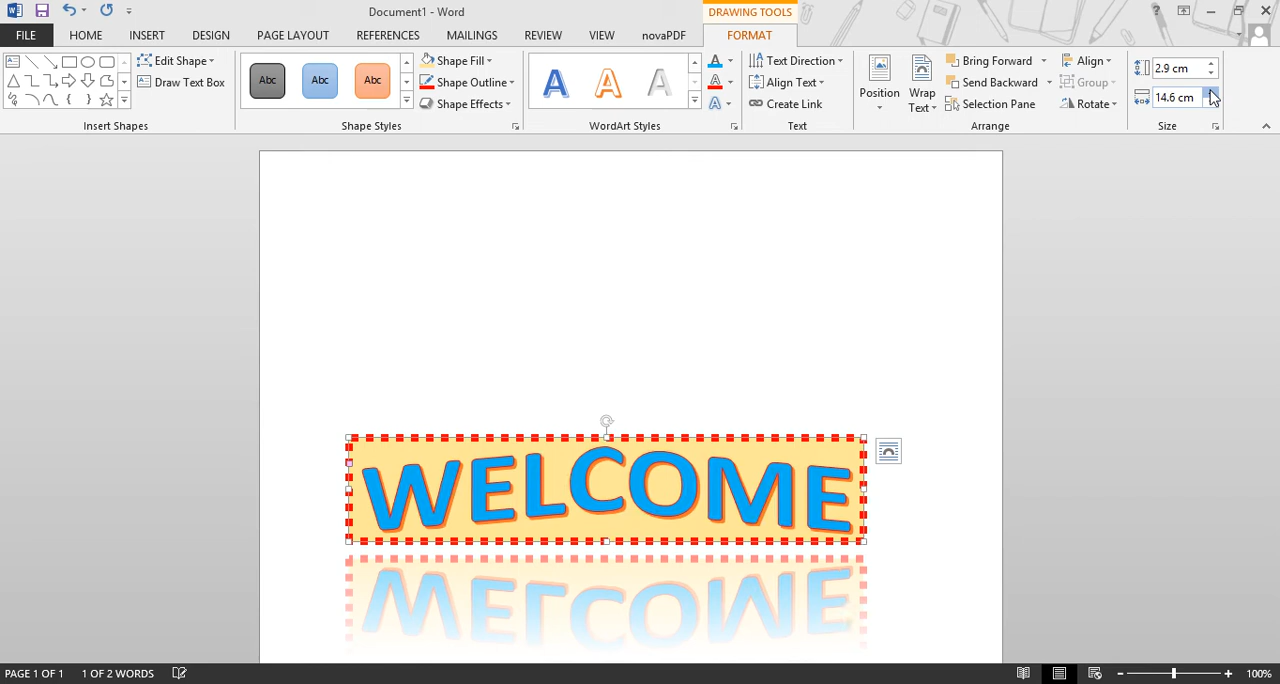 Document1 - Word
DRAWING TOOLS
FILE HOME INSERT DESIGN PAGE LAYOUT REFERENCES MAILINGS REVIEW VIEW novaPDF FORMAT
Edit Shape
Draw Text Box
Insert Shapes
Abc Abc Abc
Shape Fill
Shape Outline
Shape Effects
Shape Styles
A A A
A
A
A
WordArt Styles
Text Direction
Align Text
Create Link
Text
Position
Wrap
Text
Bring Forward
Send Backward
Selection Pane
Align
Group
Rotate
Arrange
2.9 cm
14.6 cm
Size
WELCOME
WELCOME
PAGE 1 OF 1 1 OF 2 WORDS 100%